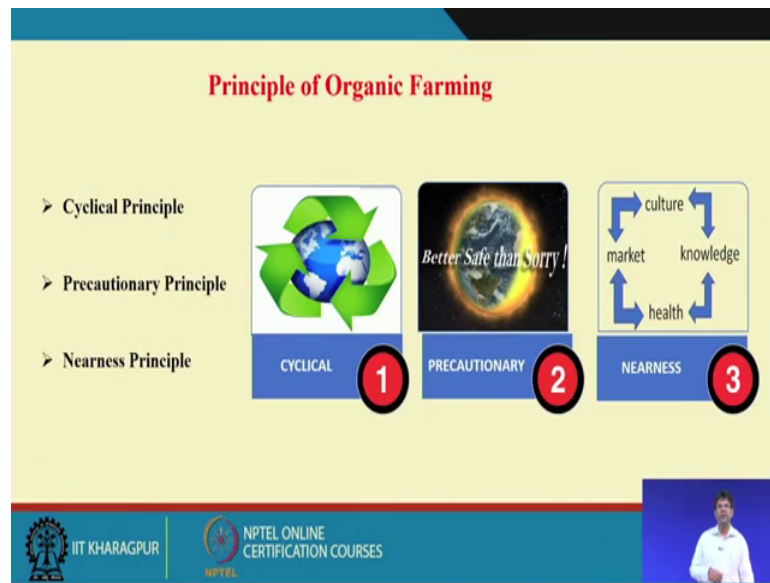 Principle of Organic Farming
➢ Cyclical Principle
➢ Precautionary Principle
➢ Nearness Principle
CYCLICAL
1
Better Safe than Sorry!
PRECAUTIONARY
2
culture
market
knowledge
health
NEARNESS
3
IIT KHARAGPUR
NPTEL
NPTEL ONLINE
CERTIFICATION COURSES